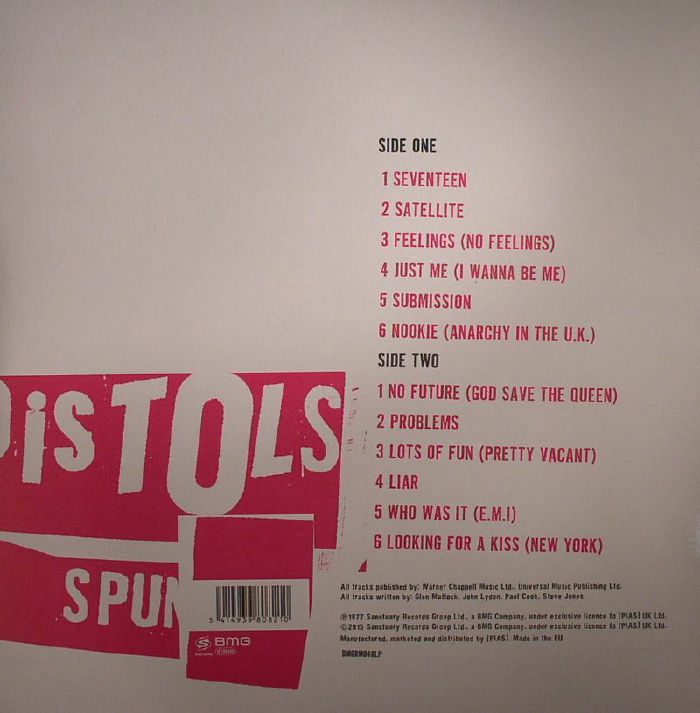 SIDE ONE
1 SEVENTEEN
2 SATELLITE
3 FEELINGS (NO FEELINGS)
4 JUST ME (I WANNA BE ME)
5 SUBMISSION
6 NOOKIE (ANARCHY IN THE U.K.)
SIDE TWO
1 NO FUTURE (GOD SAVE THE QUEEN)
2 PROBLEMS
3 LOTS OF FUN (PRETTY VACANT)
4 LIAR
5 WHO WAS IT (E.M.I)
6 LOOKING FOR A KISS (NEW YORK)
PiSTOLS
SPUN
5 414939 808210
BMG
All tracks published by: Warner Chappell Music Ltd., Universal Music Publishing Ltd.
All tracks written by: Glen Matlock, John Lydon, Paul Cook, Steve Jones
℗1977 Sanctuary Records Group Ltd., a BMG Company, under exclusive licence to [PIAS] UK Ltd.
©2015 Sanctuary Records Group Ltd., a BMG Company, under exclusive licence to [PIAS] UK Ltd.
Manufactured, marketed and distributed by [PIAS]. Made in the EU
BMGRM048LP